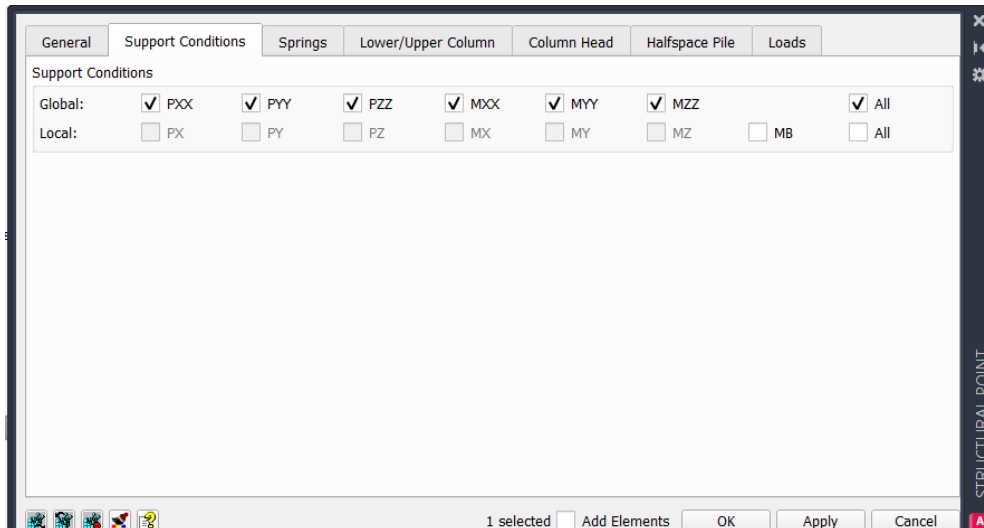 General Support Conditions Springs Lower/Upper Column Column Head Halfspace Pile Loads
Support Conditions
Global: PXX PYY PZZ MXX MYY MZZ All
Local: PX PY PZ MX MY MZ MB All
STRUCTURAL POINT
1 selected Add Elements OK Apply Cancel
A